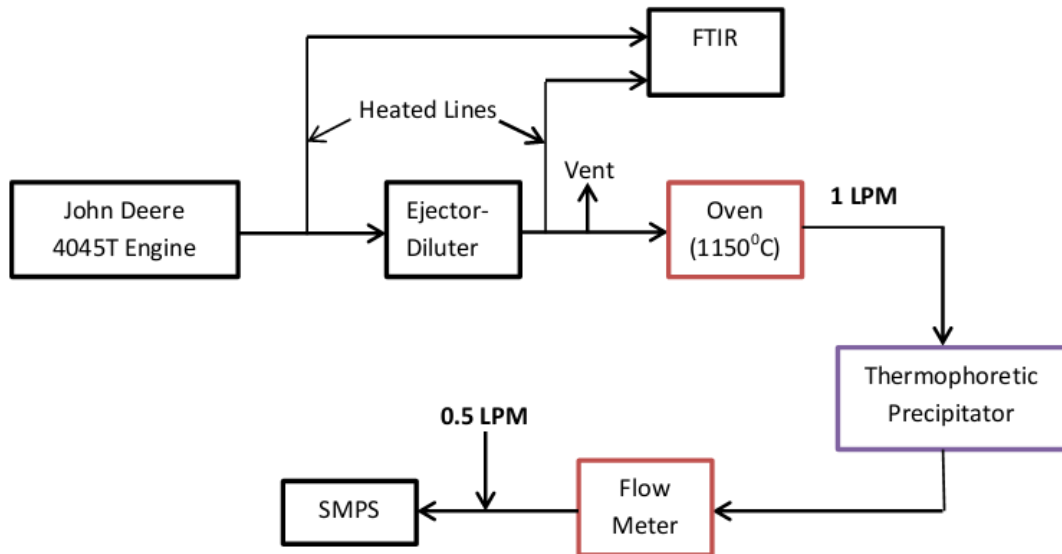 FTIR
Heated Lines
Vent
John Deere
4045T Engine
Ejector-
Diluter
Oven
(1150⁰C)
1 LPM
Thermophoretic
Precipitator
0.5 LPM
SMPS
Flow
Meter